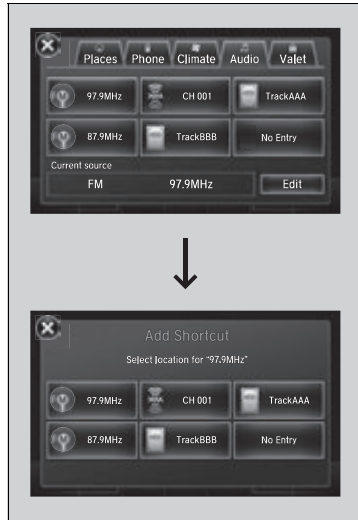 Places Phone Climate Audio Valet
97.9MHz CH 001 TrackAAA
87.9MHz TrackBBB No Entry
Current source
FM 97.9MHz Edit
Add Shortcut
Select location for “97.9MHz”
97.9MHz CH 001 TrackAAA
87.9MHz TrackBBB No Entry